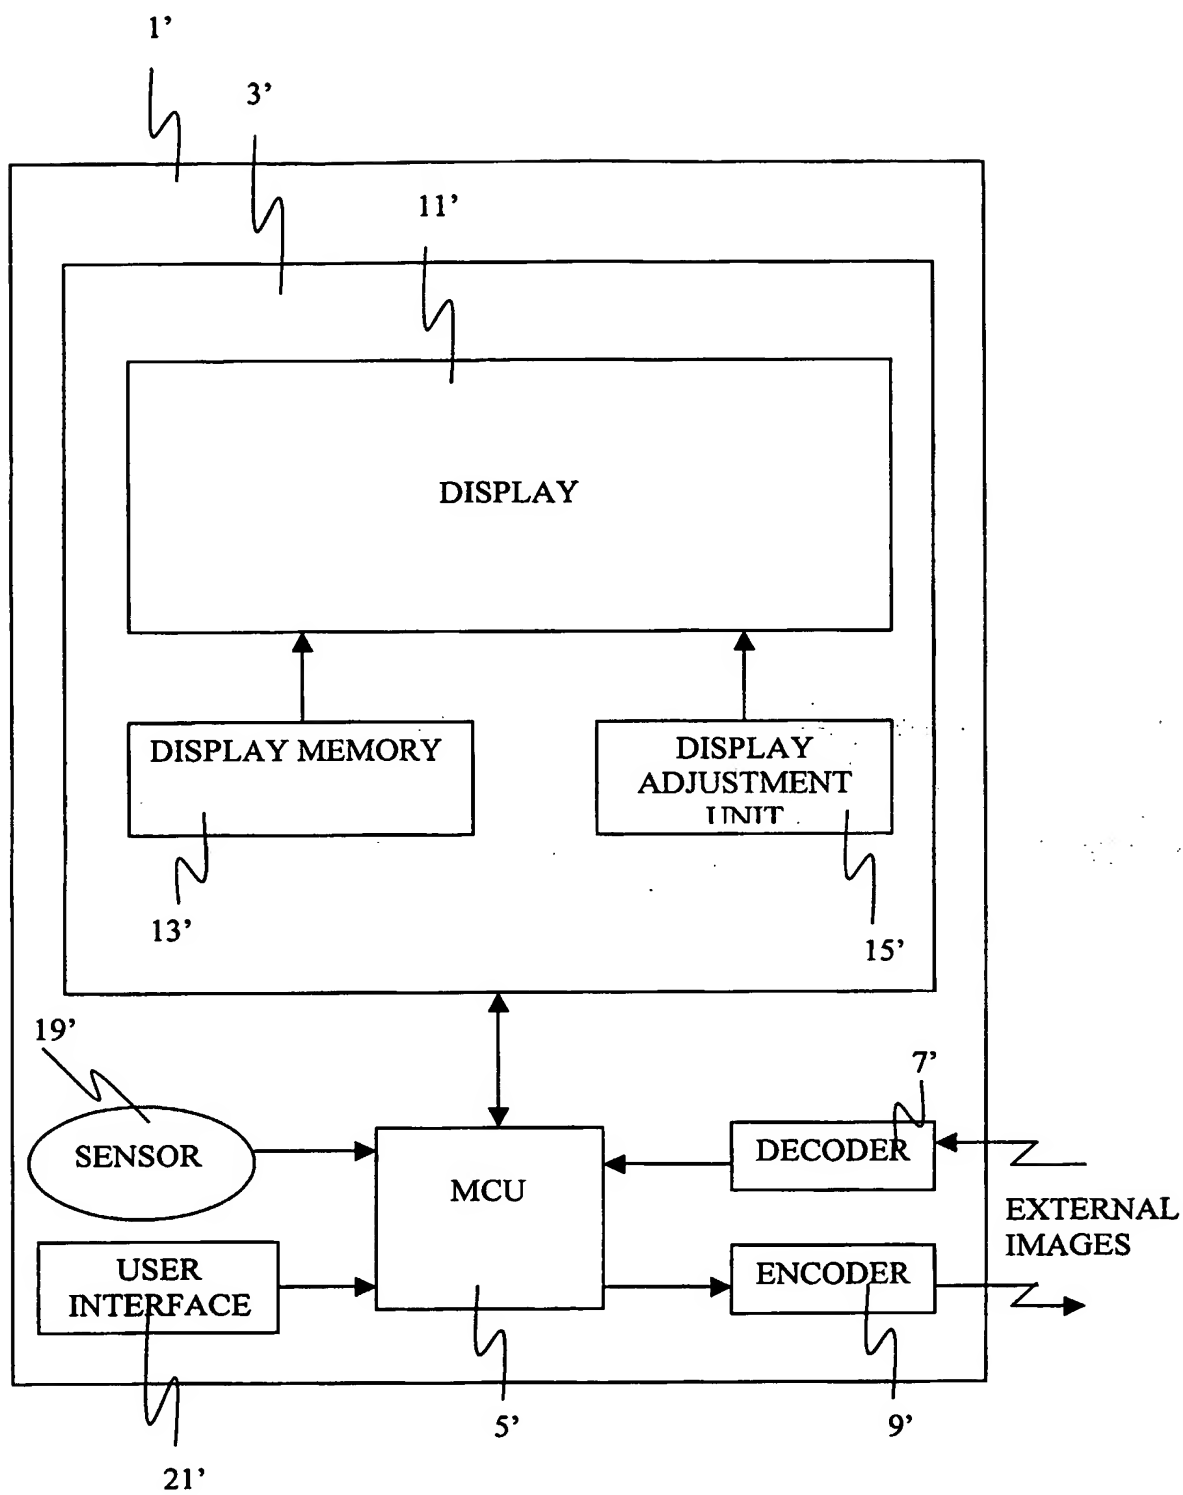 1’
3’
11’
DISPLAY
DISPLAY MEMORY
DISPLAY
ADJUSTMENT
UNIT
13’
15’
19’
7’
SENSOR
DECODER
MCU
EXTERNAL
IMAGES
USER
INTERFACE
ENCODER
5’
9’
21’